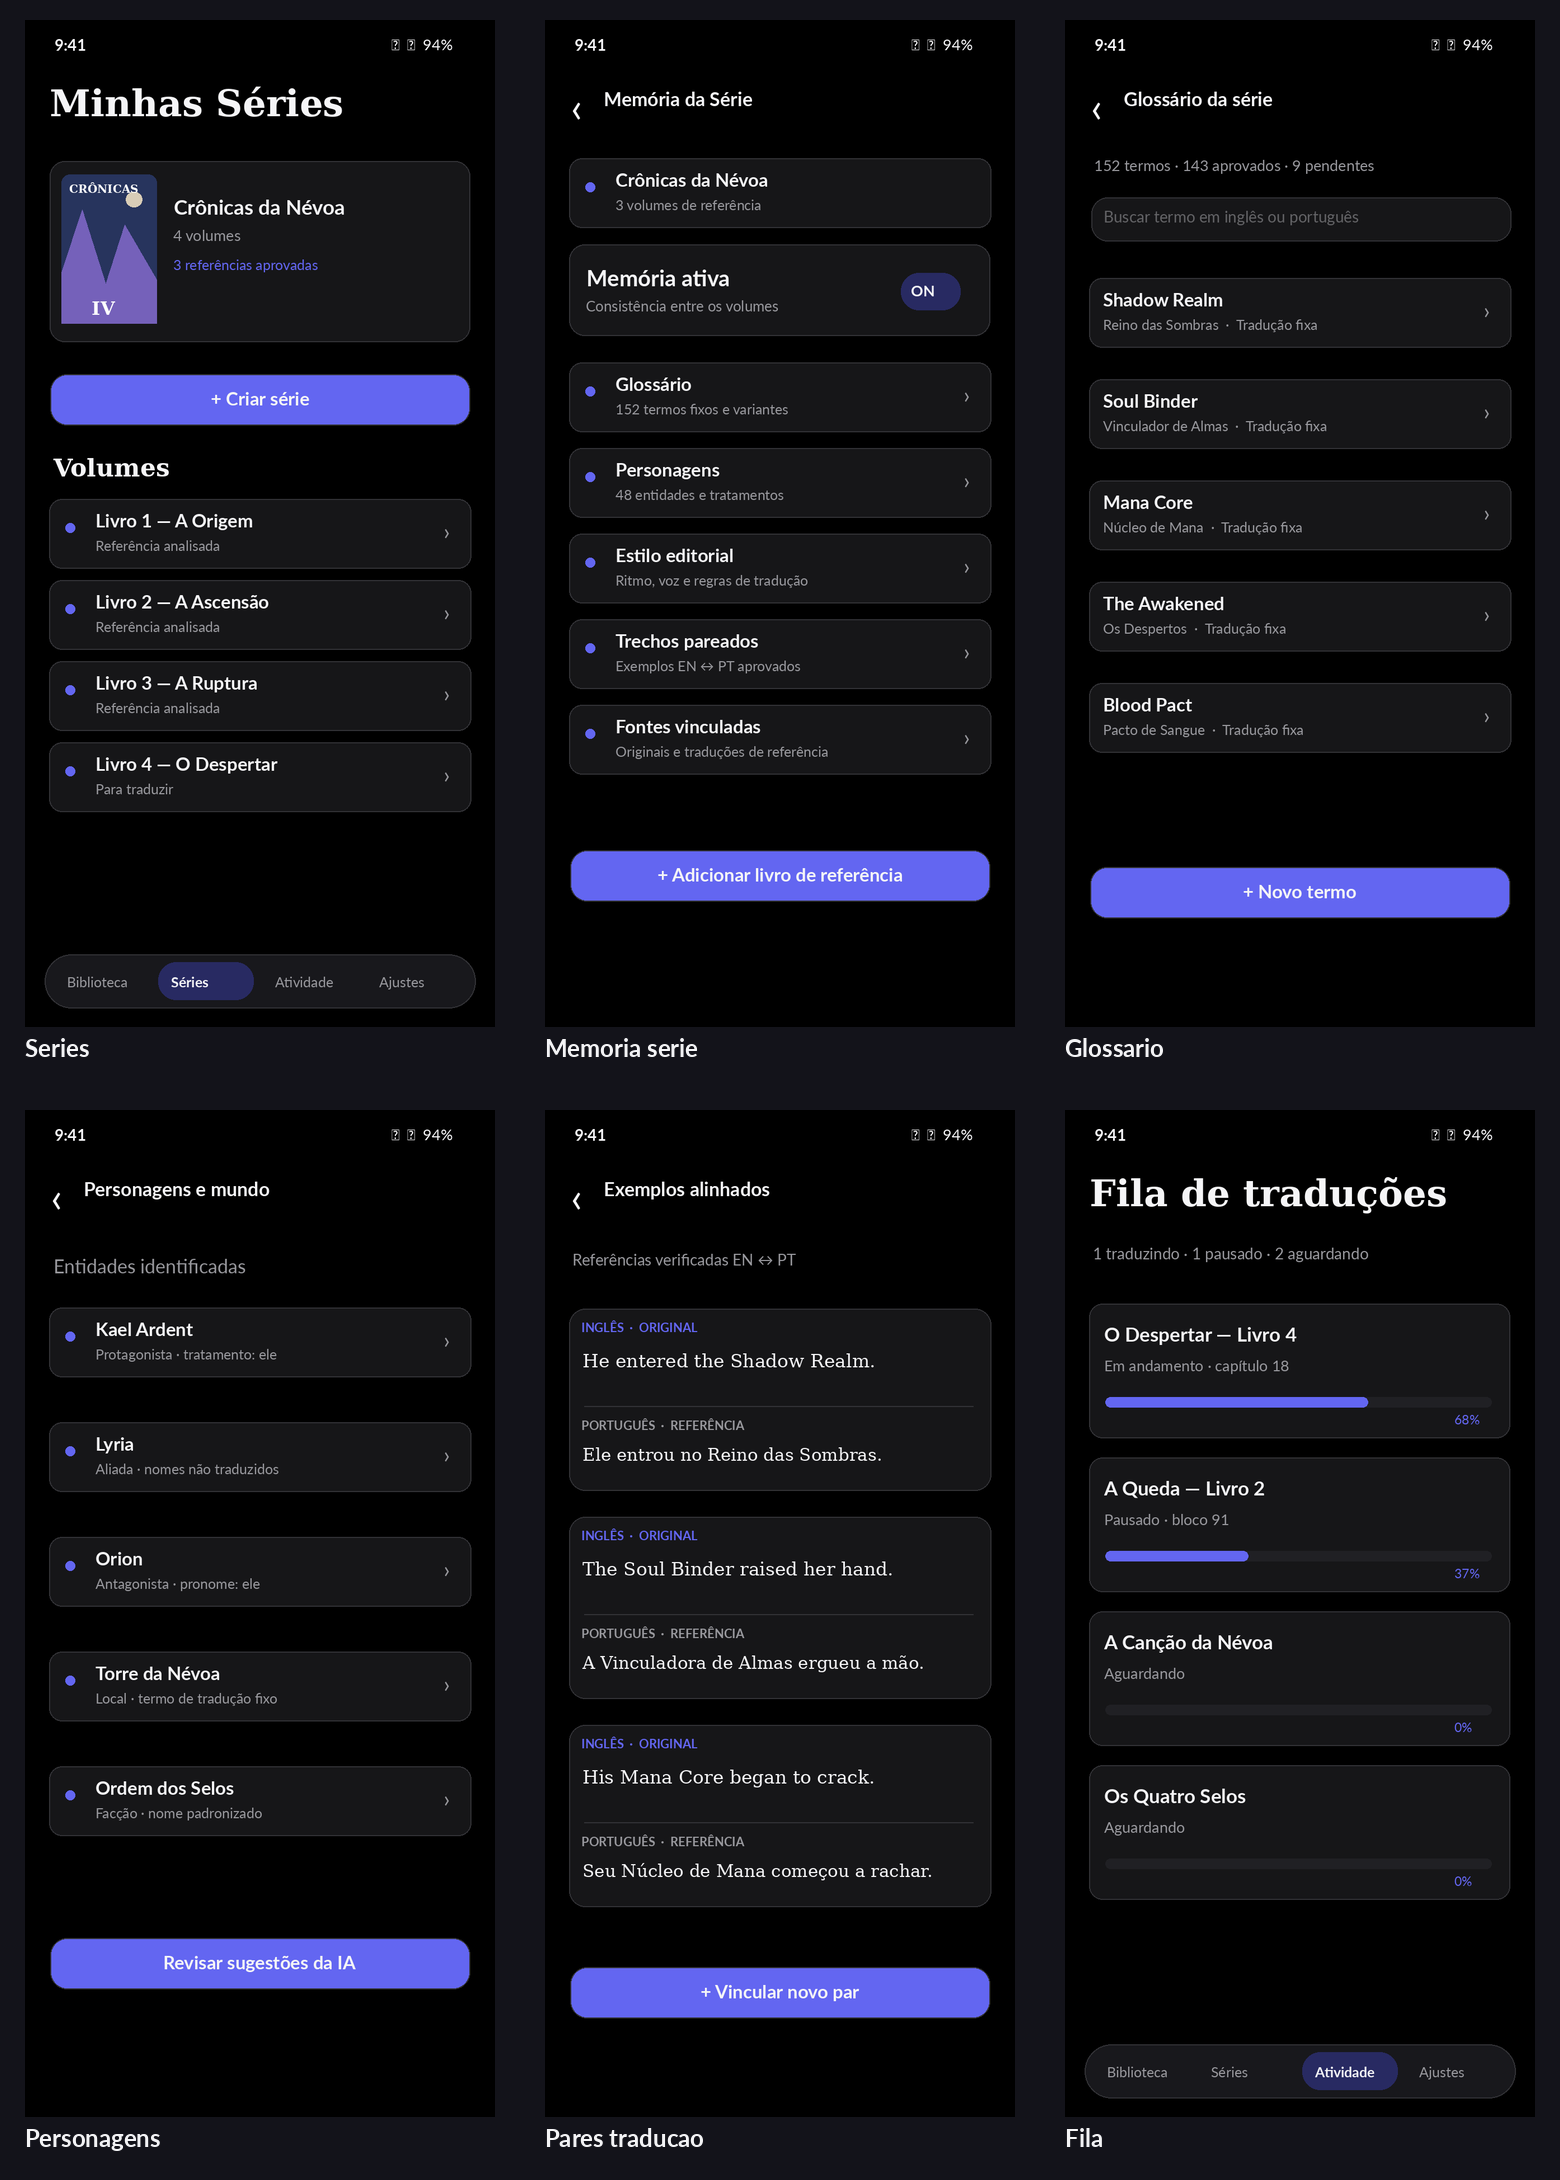 9:41
94%
Minhas Séries
CRÔNICAS
IV
Crônicas da Névoa
4 volumes
3 referências aprovadas
+ Criar série
Volumes
Livro 1 — A Origem
Referência analisada
›
Livro 2 — A Ascensão
Referência analisada
›
Livro 3 — A Ruptura
Referência analisada
›
Livro 4 — O Despertar
Para traduzir
›
Biblioteca
Séries
Atividade
Ajustes
Series
9:41
94%
‹ Memória da Série
Crônicas da Névoa
3 volumes de referência
Memória ativa
Consistência entre os volumes
ON
Glossário
152 termos fixos e variantes
›
Personagens
48 entidades e tratamentos
›
Estilo editorial
Ritmo, voz e regras de tradução
›
Trechos pareados
Exemplos EN ↔ PT aprovados
›
Fontes vinculadas
Originais e traduções de referência
›
+ Adicionar livro de referência
Memoria serie
9:41
94%
‹ Glossário da série
152 termos · 143 aprovados · 9 pendentes
Buscar termo em inglês ou português
Shadow Realm
Reino das Sombras · Tradução fixa
›
Soul Binder
Vinculador de Almas · Tradução fixa
›
Mana Core
Núcleo de Mana · Tradução fixa
›
The Awakened
Os Despertos · Tradução fixa
›
Blood Pact
Pacto de Sangue · Tradução fixa
›
+ Novo termo
Glossario
9:41
94%
‹ Personagens e mundo
Entidades identificadas
Kael Ardent
Protagonista · tratamento: ele
›
Lyria
Aliada · nomes não traduzidos
›
Orion
Antagonista · pronome: ele
›
Torre da Névoa
Local · termo de tradução fixo
›
Ordem dos Selos
Facção · nome padronizado
›
Revisar sugestões da IA
Personagens
9:41
94%
‹ Exemplos alinhados
Referências verificadas EN ↔ PT
INGLÊS · ORIGINAL
He entered the Shadow Realm.
PORTUGUÊS · REFERÊNCIA
Ele entrou no Reino das Sombras.
INGLÊS · ORIGINAL
The Soul Binder raised her hand.
PORTUGUÊS · REFERÊNCIA
A Vinculadora de Almas ergueu a mão.
INGLÊS · ORIGINAL
His Mana Core began to crack.
PORTUGUÊS · REFERÊNCIA
Seu Núcleo de Mana começou a rachar.
+ Vincular novo par
Pares traducao
9:41
94%
Fila de traduções
1 traduzindo · 1 pausado · 2 aguardando
O Despertar — Livro 4
Em andamento · capítulo 18
68%
A Queda — Livro 2
Pausado · bloco 91
37%
A Canção da Névoa
Aguardando
0%
Os Quatro Selos
Aguardando
0%
Biblioteca
Séries
Atividade
Ajustes
Fila